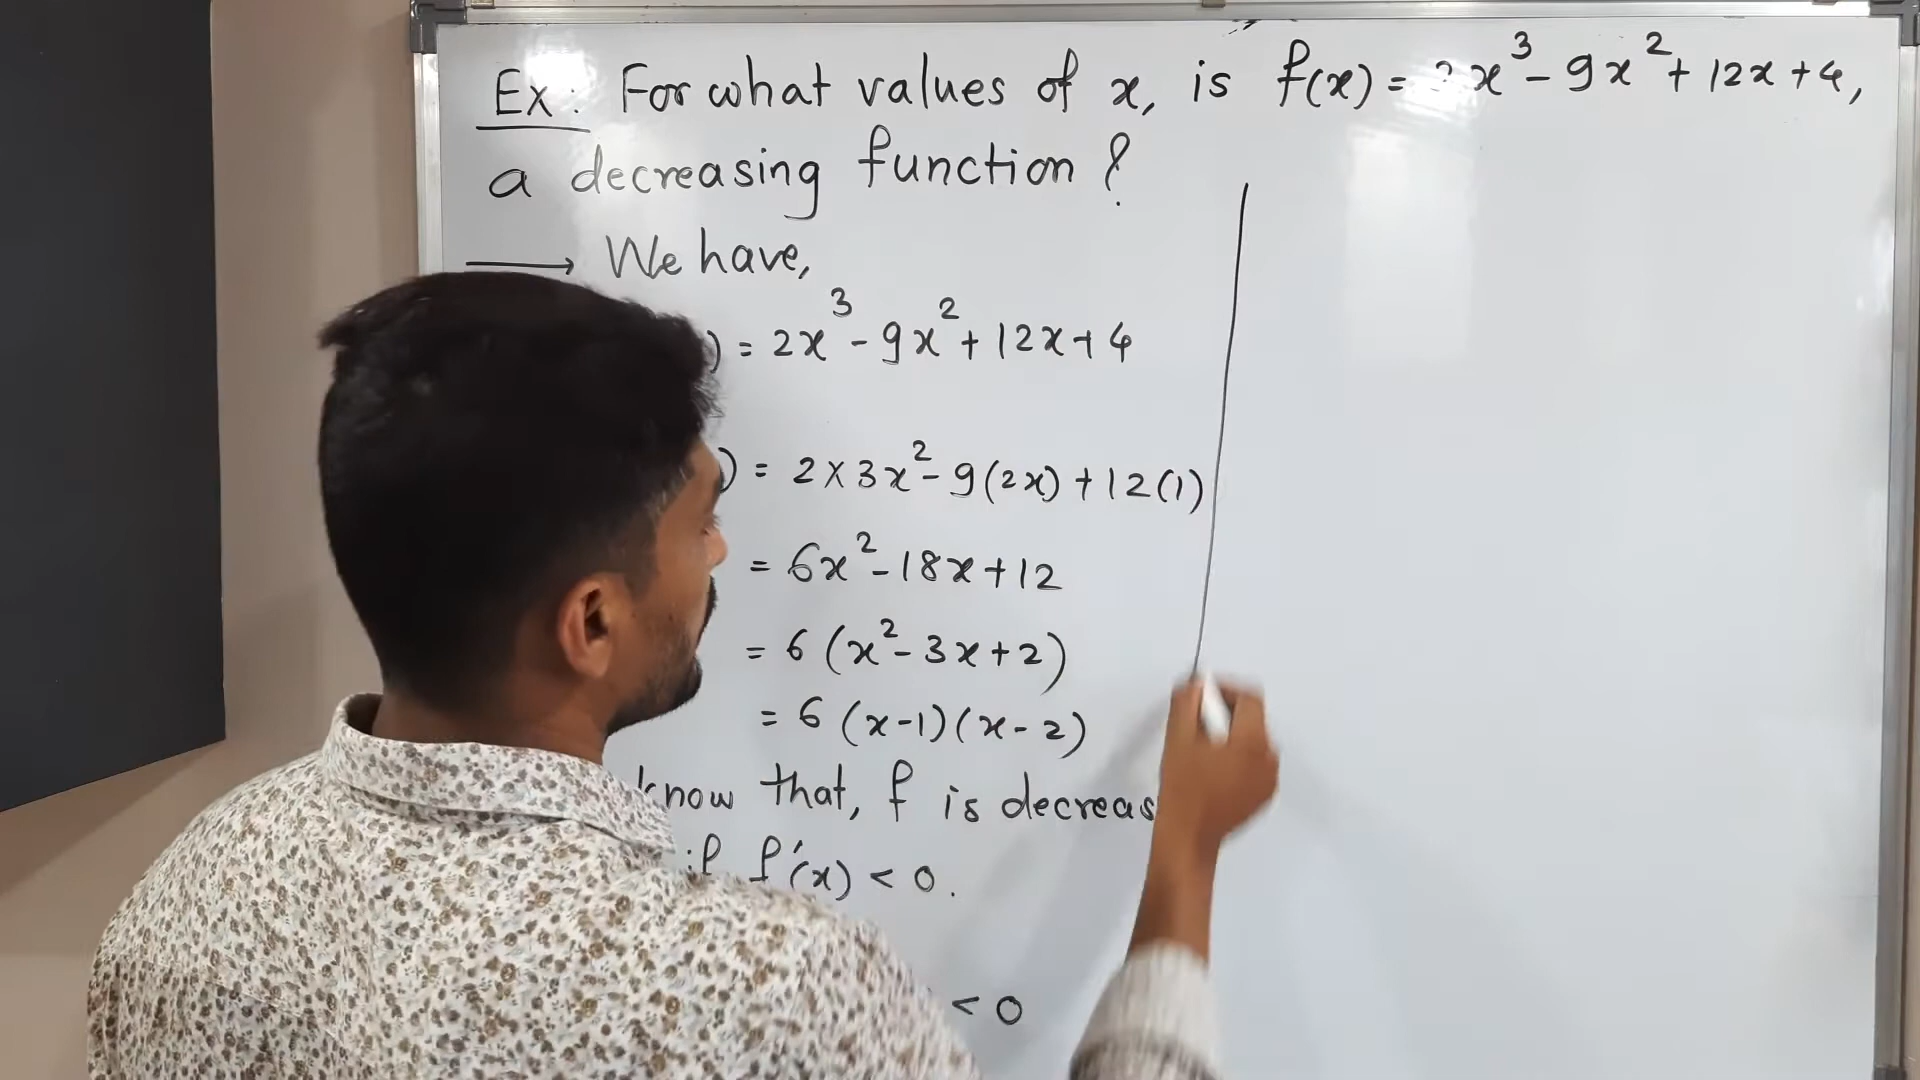 Ex: For what values of x, is f(x) = 2x³ - 9x² + 12x + 4,
a decreasing function ?
→ We have,
) = 2x³ - 9x² + 12x + 4
) = 2 × 3x² - 9(2x) + 12(1)
= 6x² - 18x + 12
= 6 (x² - 3x + 2)
= 6 (x-1)(x-2)
know that, f is decreas
if f'(x) < 0.
< 0